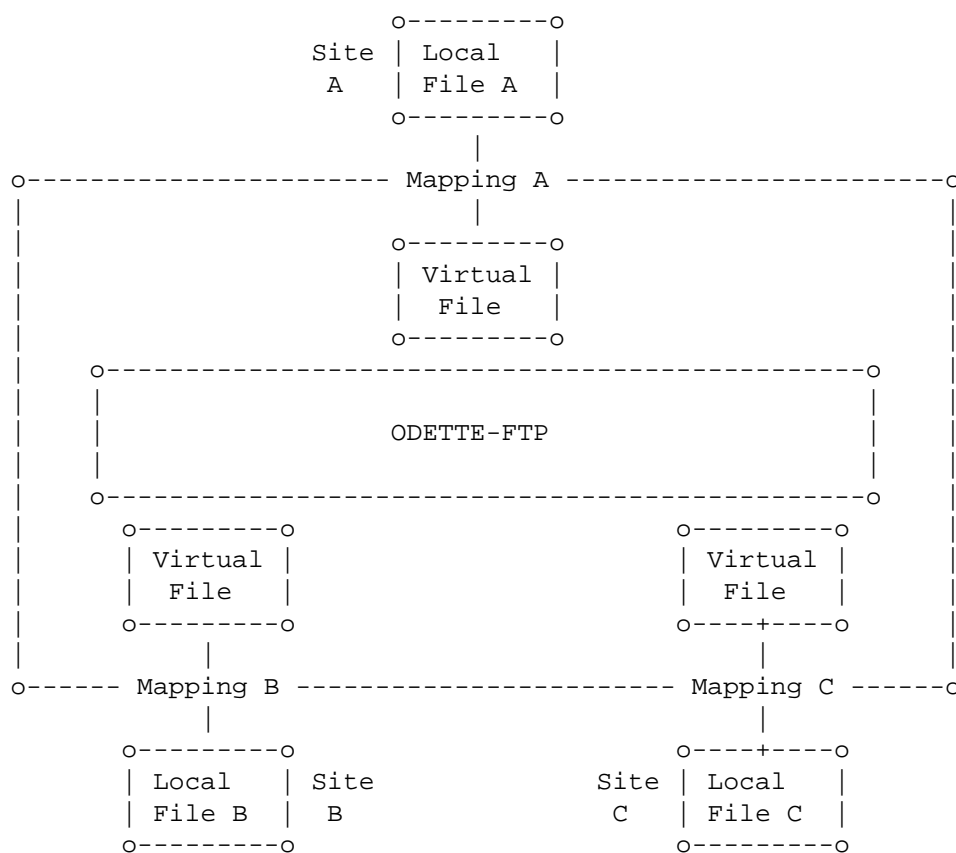 Site Local
A File A
Mapping A
Virtual
File
ODETTE-FTP
Virtual Virtual
File File
Mapping B Mapping C
Local Site Site Local
File B B C File C